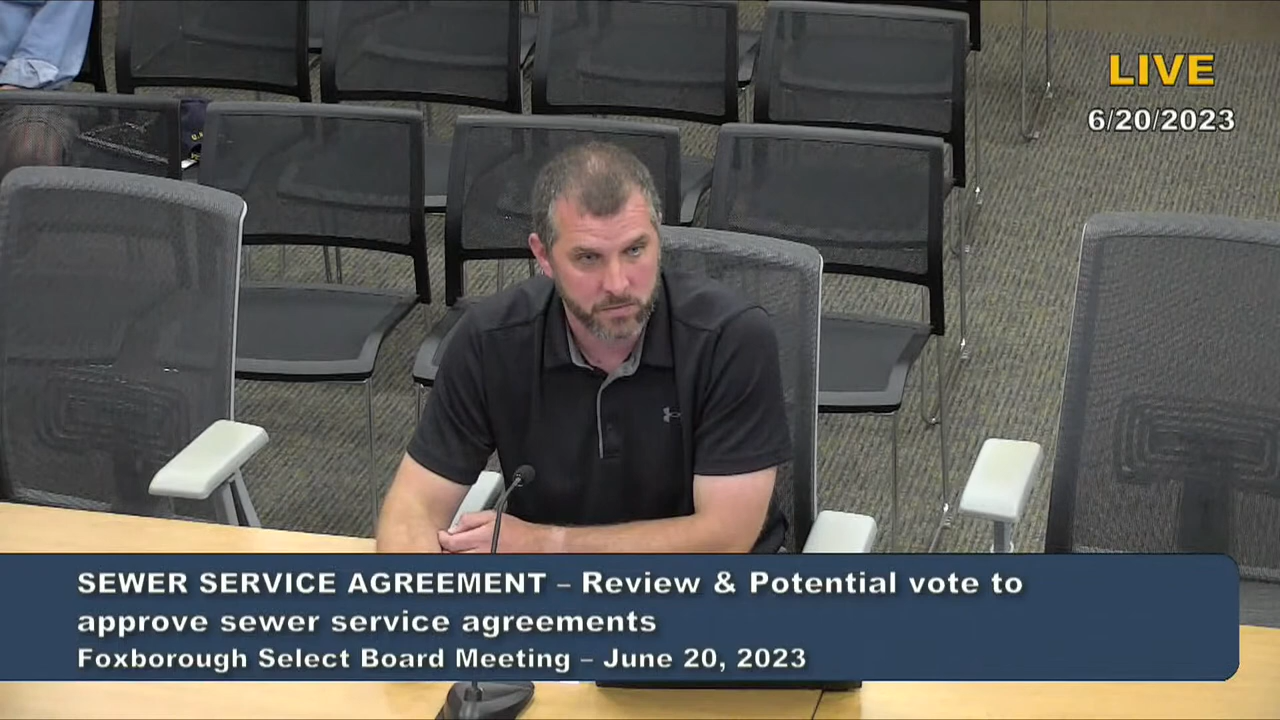 LIVE
6/20/2023
SEWER SERVICE AGREEMENT – Review & Potential vote to
approve sewer service agreements
Foxborough Select Board Meeting – June 20, 2023